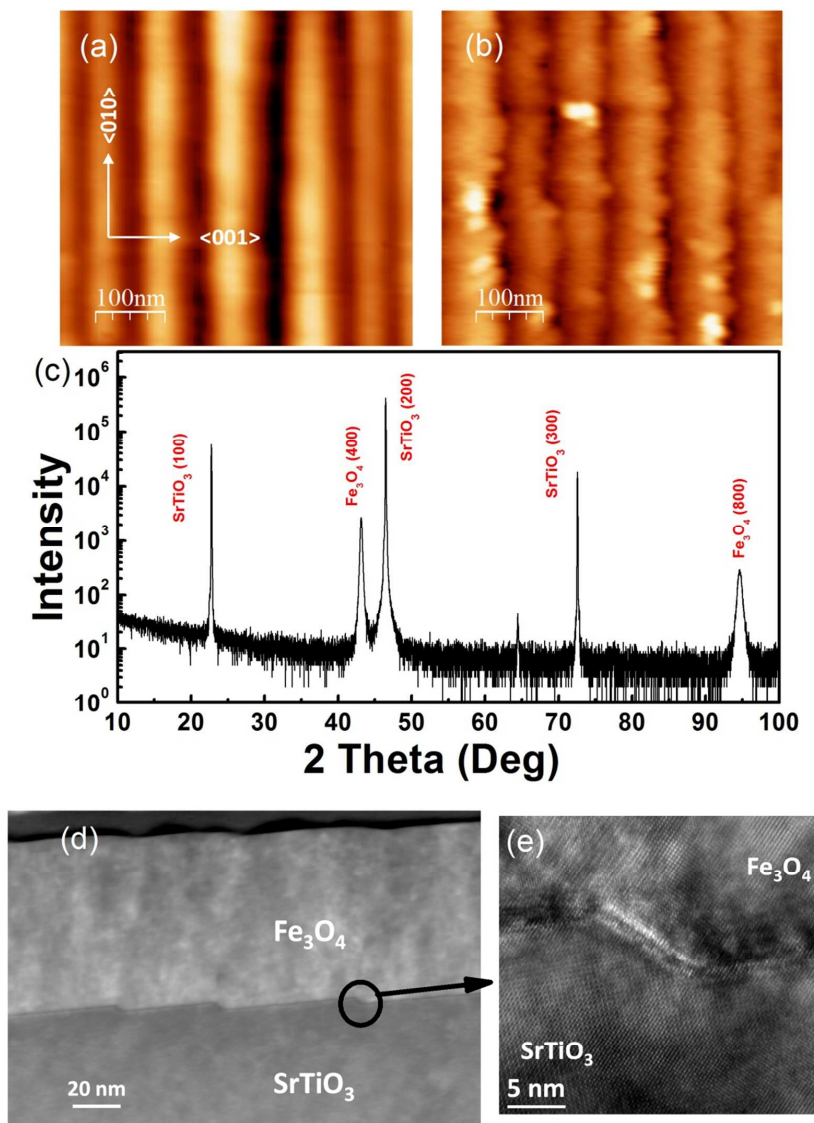 (a)
<010>
<001>
100nm
(b)
100nm
(c)
Intensity
10⁶
10⁵
10⁴
10³
10²
10¹
10⁰
SrTiO₃ (100)
Fe₃O₄ (400)
SrTiO₃ (200)
SrTiO₃ (300)
Fe₃O₄ (800)
10 20 30 40 50 60 70 80 90 100
2 Theta (Deg)
(d)
Fe₃O₄
SrTiO₃
20 nm
(e)
Fe₃O₄
SrTiO₃
5 nm